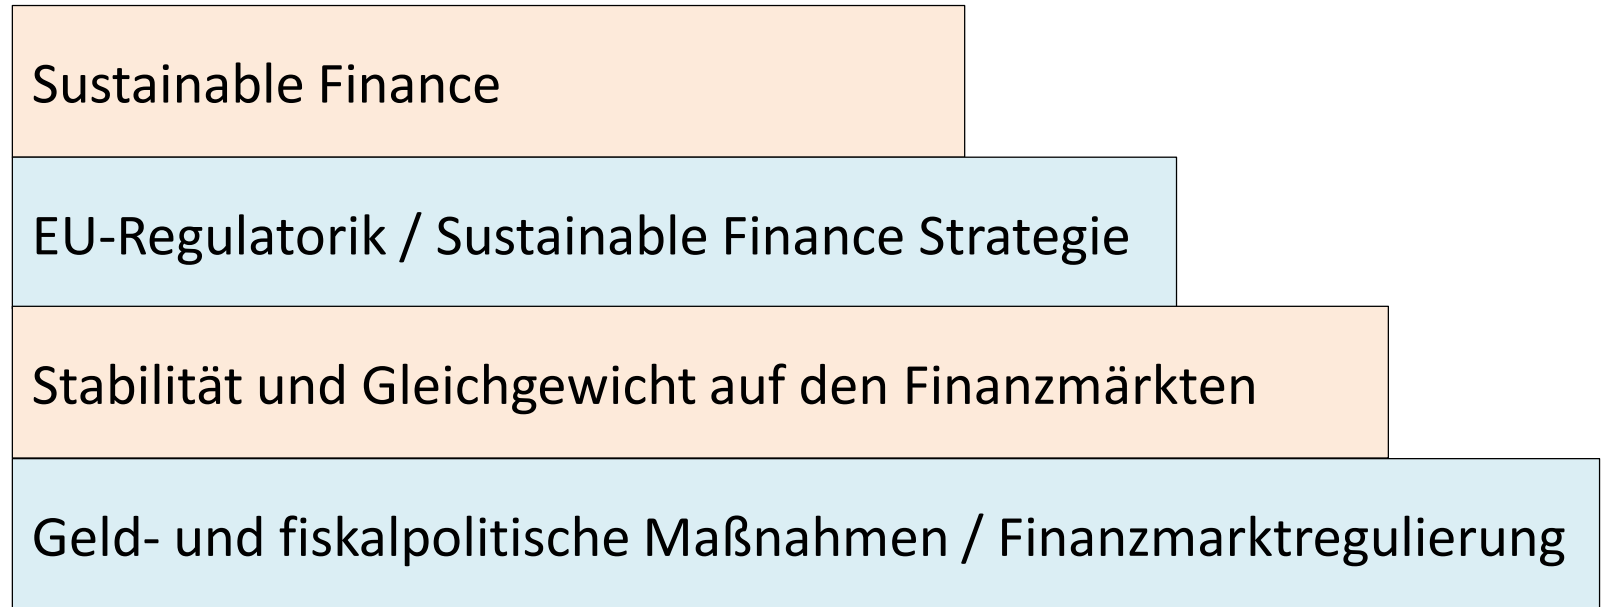 Sustainable Finance
EU-Regulatorik / Sustainable Finance Strategie
Stabilität und Gleichgewicht auf den Finanzmärkten
Geld- und fiskalpolitische Maßnahmen / Finanzmarktregulierung